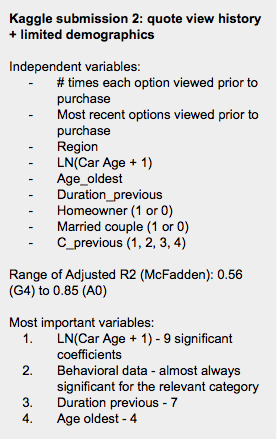 Kaggle submission 2: quote view history
+ limited demographics
Independent variables:
- # times each option viewed prior to
purchase
- Most recent options viewed prior to
purchase
- Region
- LN(Car Age + 1)
- Age_oldest
- Duration_previous
- Homeowner (1 or 0)
- Married couple (1 or 0)
- C_previous (1, 2, 3, 4)
Range of Adjusted R2 (McFadden): 0.56
(G4) to 0.85 (A0)
Most important variables:
1. LN(Car Age + 1) - 9 significant
coefficients
2. Behavioral data - almost always
significant for the relevant category
3. Duration previous - 7
4. Age oldest - 4